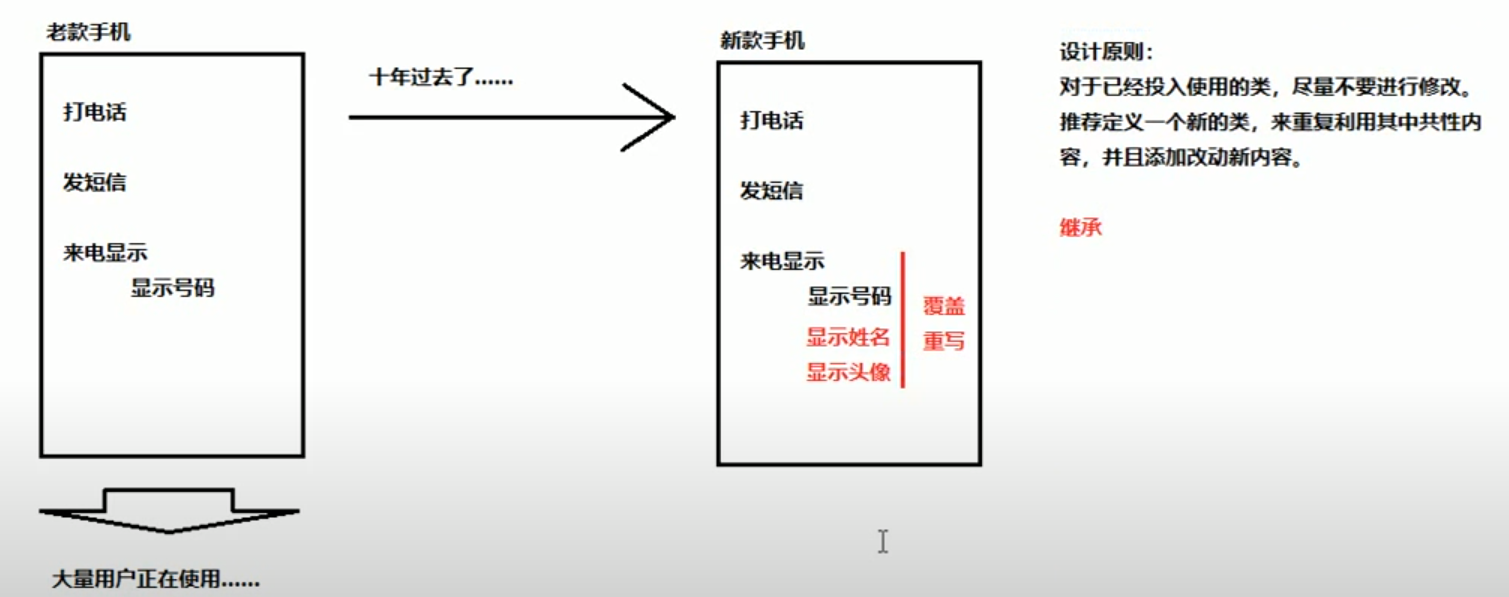 老款手机
打电话
发短信
来电显示
显示号码
大量用户正在使用......
十年过去了......
新款手机
打电话
发短信
来电显示
显示号码
显示姓名
显示头像
覆盖
重写
设计原则：
对于已经投入使用的类，尽量不要进行修改。
推荐定义一个新的类，来重复利用其中共性内
容，并且添加改动新内容。
继承